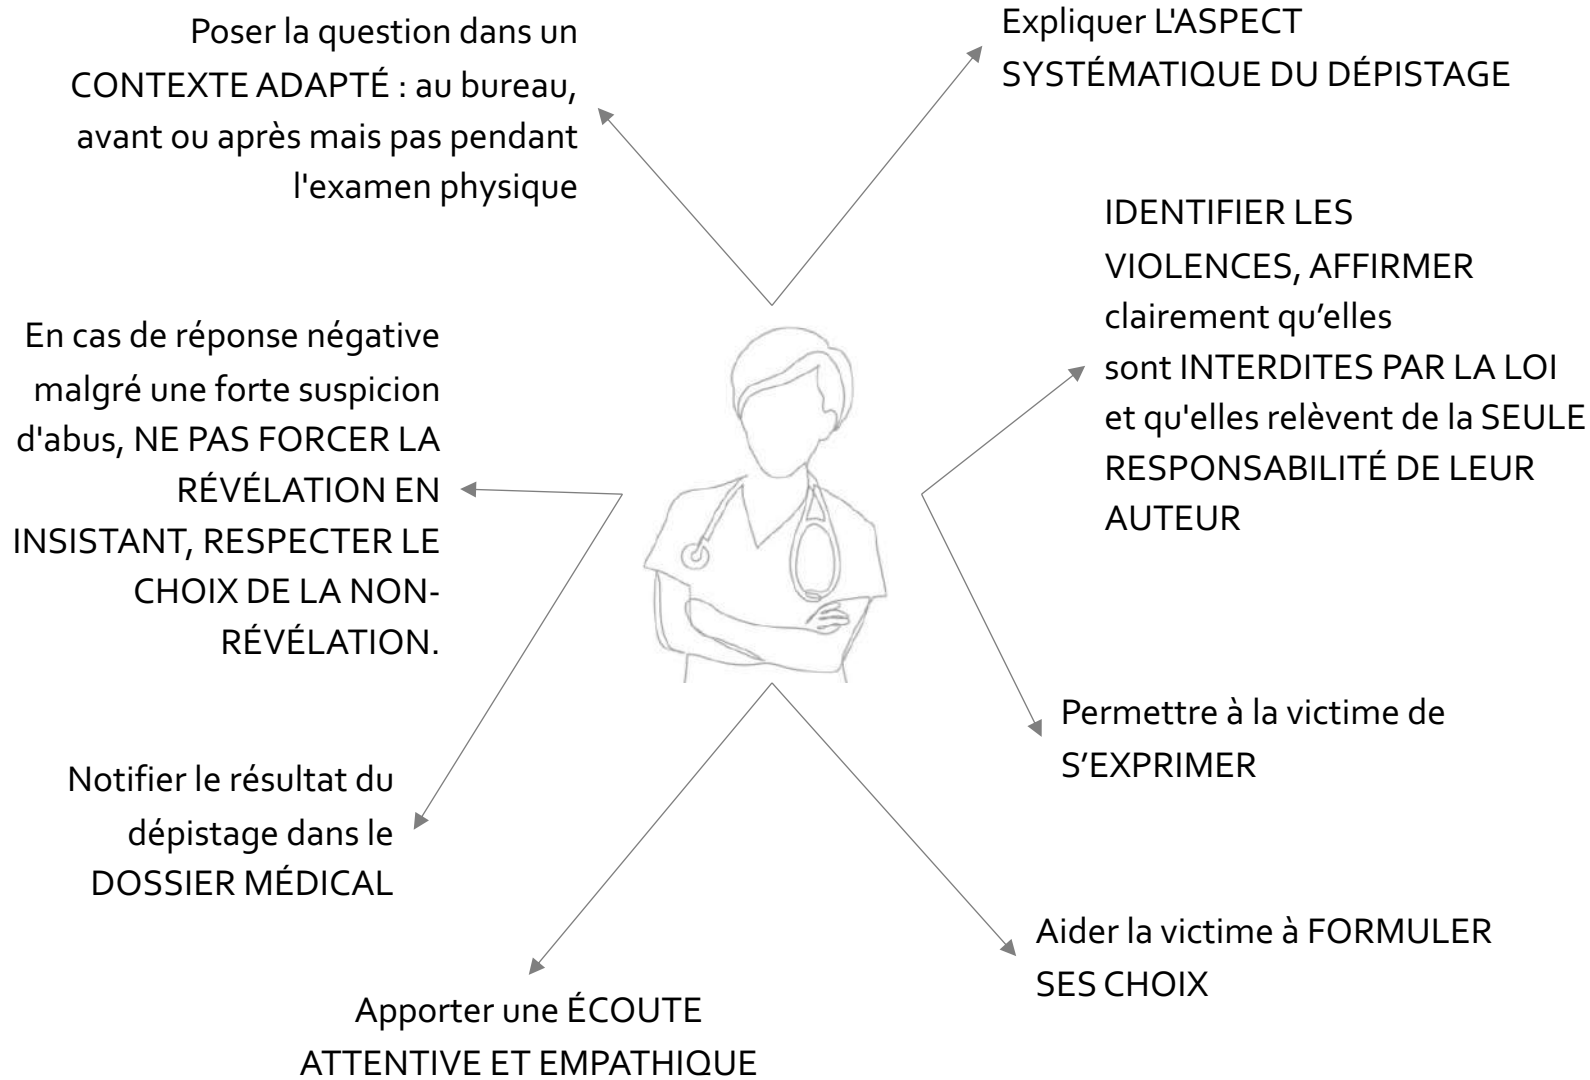 Poser la question dans un
CONTEXTE ADAPTÉ : au bureau,
avant ou après mais pas pendant
l'examen physique
Expliquer L'ASPECT
SYSTÉMATIQUE DU DÉPISTAGE
IDENTIFIER LES
VIOLENCES, AFFIRMER
clairement qu’elles
sont INTERDITES PAR LA LOI
et qu'elles relèvent de la SEULE
RESPONSABILITÉ DE LEUR
AUTEUR
En cas de réponse négative
malgré une forte suspicion
d'abus, NE PAS FORCER LA
RÉVÉLATION EN
INSISTANT, RESPECTER LE
CHOIX DE LA NON-
RÉVÉLATION.
Permettre à la victime de
S’EXPRIMER
Notifier le résultat du
dépistage dans le
DOSSIER MÉDICAL
Aider la victime à FORMULER
SES CHOIX
Apporter une ÉCOUTE
ATTENTIVE ET EMPATHIQUE